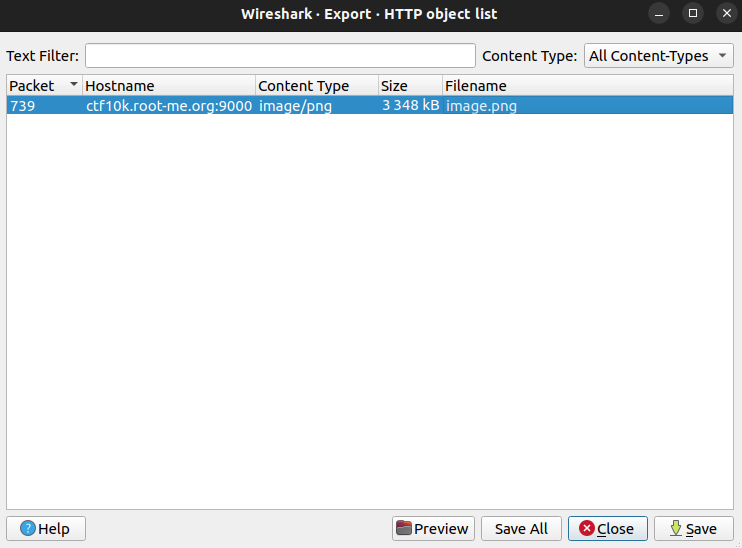 Wireshark · Export · HTTP object list
Text Filter: Content Type: All Content-Types
Packet Hostname Content Type Size Filename
739 ctf10k.root-me.org:9000 image/png 3 348 kB image.png
Help Preview Save All Close Save